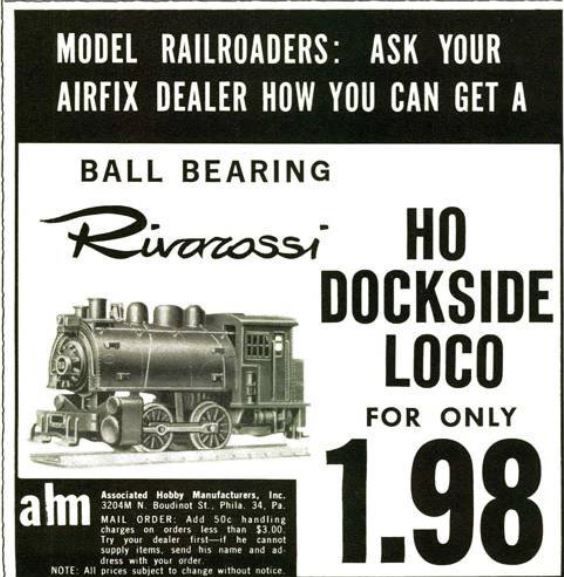 MODEL RAILROADERS: ASK YOUR
AIRFIX DEALER HOW YOU CAN GET A
BALL BEARING
Rivarossi
HO
DOCKSIDE
LOCO
FOR ONLY
1.98
ahm
Associated Hobby Manufacturers, Inc.
3204M N. Boudinot St., Phila. 34, Pa.
MAIL ORDER: Add 50c handling
charges on orders less than $3.00.
Try your dealer first—if he cannot
supply items, send his name and ad-
dress with your order.
NOTE: All prices subject to change without notice.